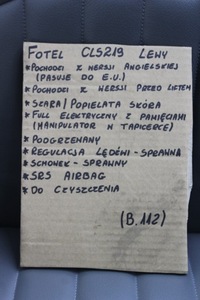 FOTEL CLS219 LEWY
* POCHODZI Z WERSJI ANGIELSKIEJ
(PASUJE DO E.U.)
* POCHODZI Z WERSJI PRZED LIFTEM
* SZARA/POPIELATA SKÓRA
* FULL ELEKTRYCZNY Z PAMIĘCIAMI
(MANIPULATOR W TAPICERCE)
* PODGRZEWANY
* REGULACJA LĘDŹWI - SPRAWNA
* SCHOWEK - SPRAWNY
* SRS AIRBAG
* DO CZYSZCZENIA
(B.112)